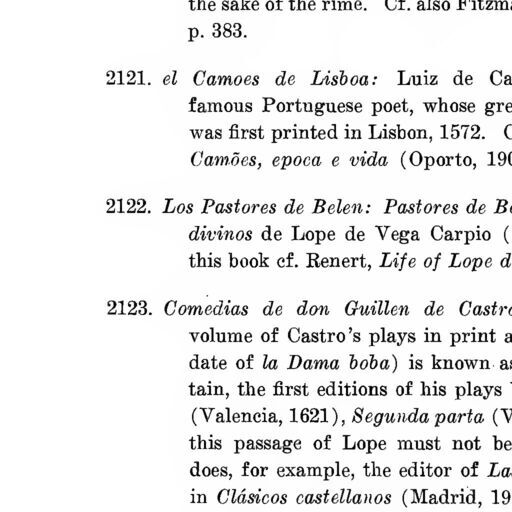 the sake of the rime. Cf. also Fitzma
p. 383.
2121. el Camoes de Lisboa: Luiz de Ca
famous Portuguese poet, whose gre
was first printed in Lisbon, 1572. C
Camões, epoca e vida (Oporto, 190
2122. Los Pastores de Belen: Pastores de Be
divinos de Lope de Vega Carpio (
this book cf. Renert, Life of Lope d
2123. Comedias de don Guillen de Castro
volume of Castro's plays in print a
date of la Dama boba) is known as
tain, the first editions of his plays
(Valencia, 1621), Segunda parta (V
this passage of Lope must not be
does, for example, the editor of La
in Clásicos castellanos (Madrid, 19